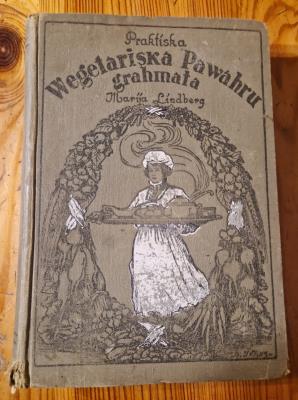 Praktiska
Wegetariska Pawahru
grahmata
Marija Lindberg